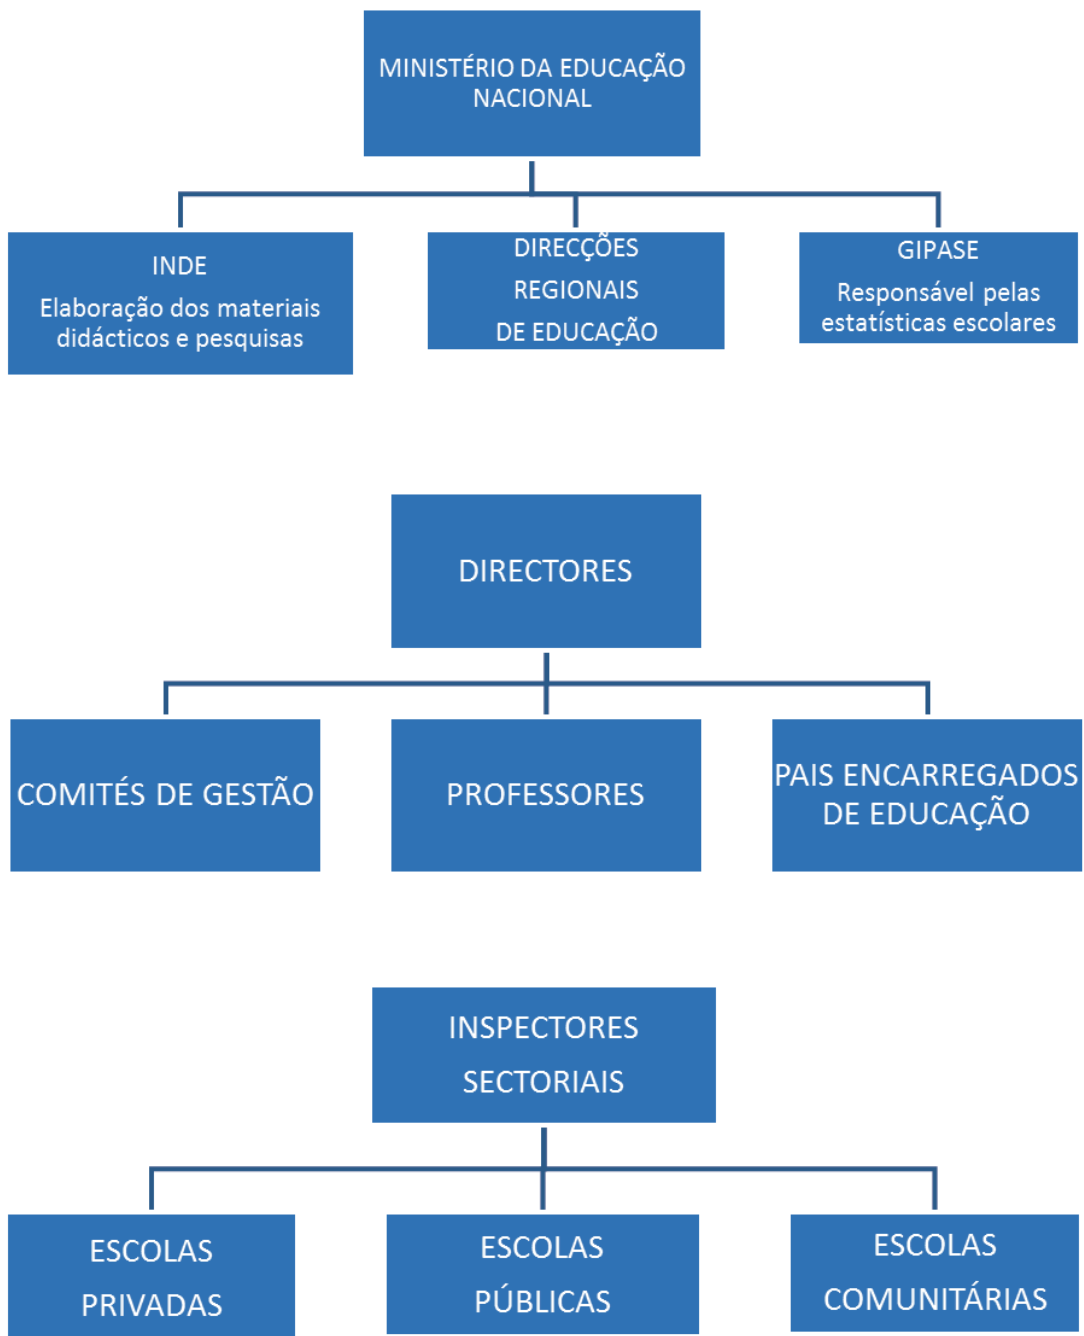 MINISTÉRIO DA EDUCAÇÃO
NACIONAL
INDE
Elaboração dos materiais
didácticos e pesquisas
DIRECÇÕES
REGIONAIS
DE EDUCAÇÃO
GIPASE
Responsável pelas
estatísticas escolares
DIRECTORES
COMITÉS DE GESTÃO
PROFESSORES
PAIS ENCARREGADOS
DE EDUCAÇÃO
INSPECTORES
SECTORIAIS
ESCOLAS
PRIVADAS
ESCOLAS
PÚBLICAS
ESCOLAS
COMUNITÁRIAS